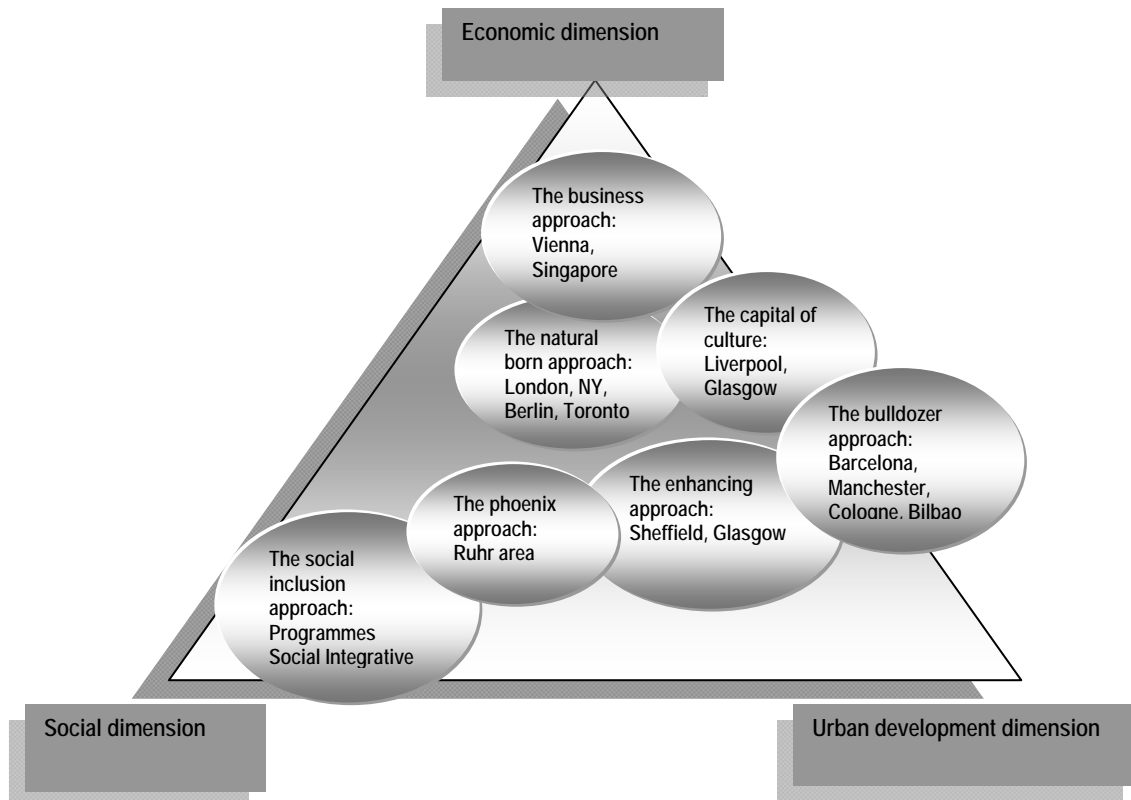 Economic dimension
The business
approach:
Vienna,
Singapore
The natural
born approach:
London, NY,
Berlin, Toronto
The capital of
culture:
Liverpool,
Glasgow
The bulldozer
approach:
Barcelona,
Manchester,
Cologne, Bilbao
The enhancing
approach:
Sheffield, Glasgow
The phoenix
approach:
Ruhr area
The social
inclusion
approach:
Programmes
Social Integrative
Social dimension
Urban development dimension